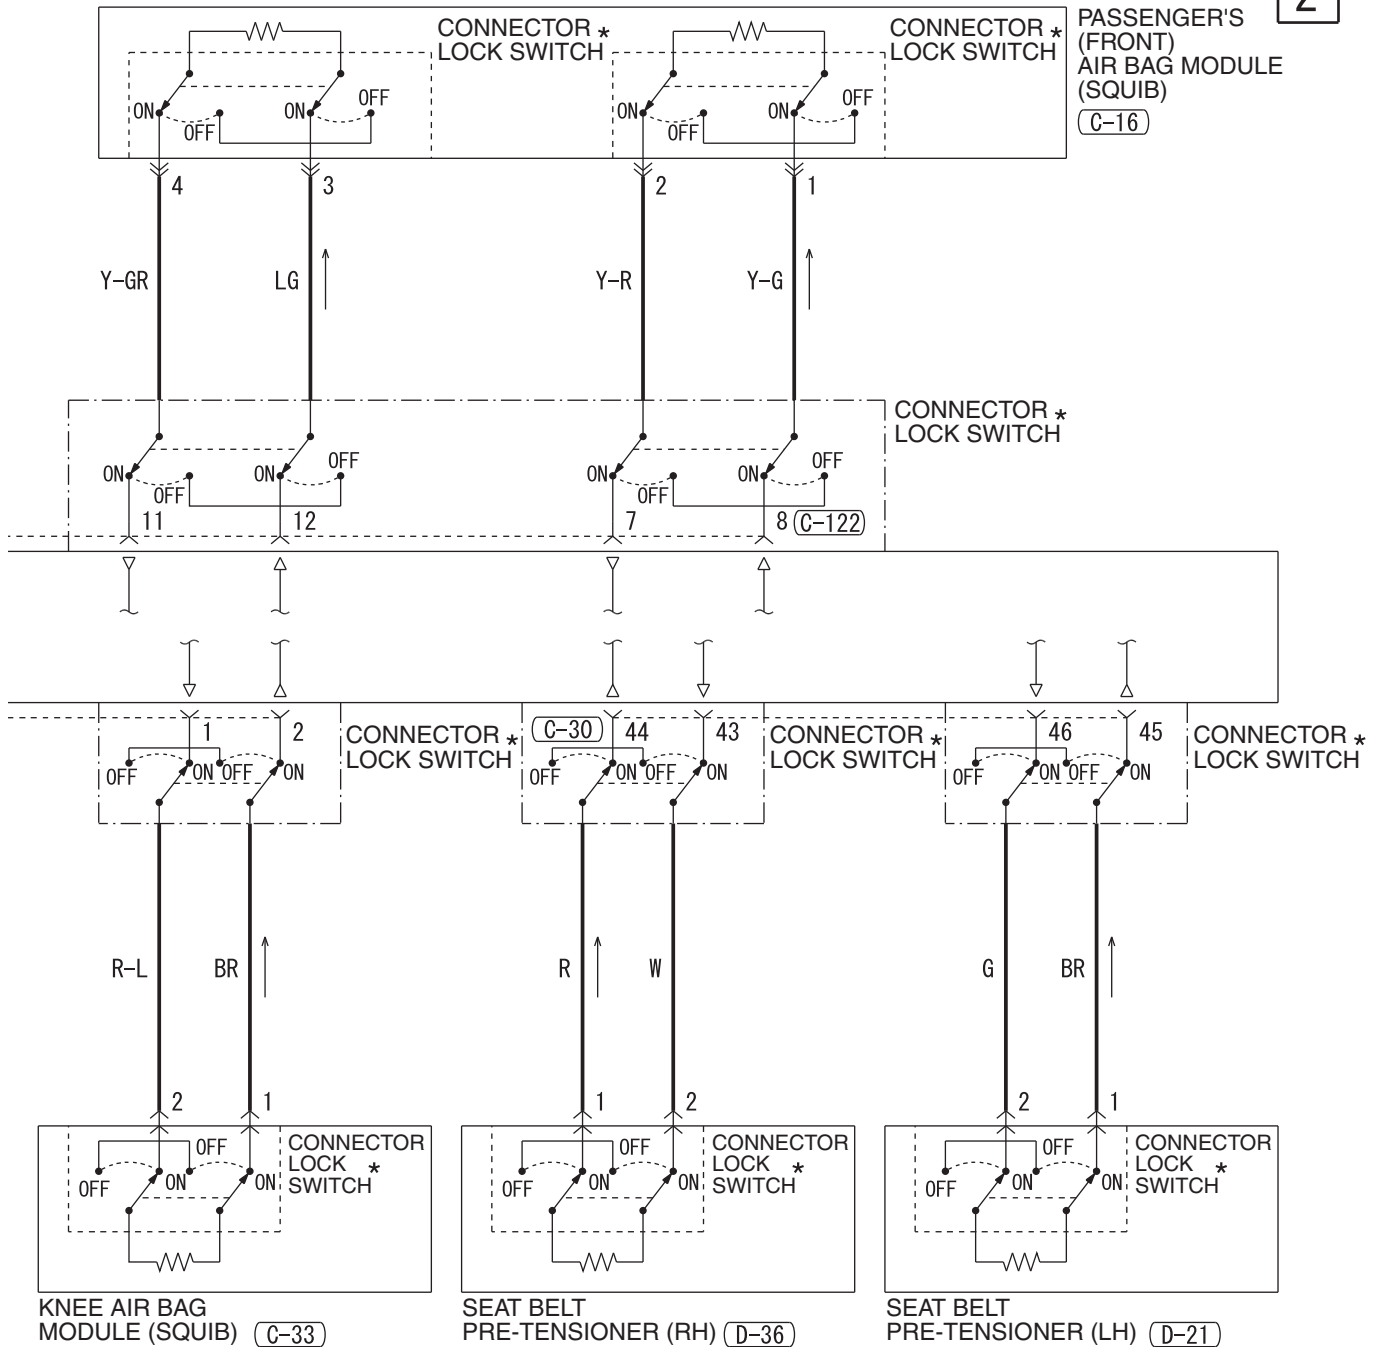 2
CONNECTOR *
LOCK SWITCH
CONNECTOR *
LOCK SWITCH
PASSENGER'S
(FRONT)
AIR BAG MODULE
(SQUIB)
C-16
ON OFF ON OFF
ON OFF ON OFF
4 3 2 1
Y-GR LG Y-R Y-G
CONNECTOR *
LOCK SWITCH
ON OFF ON OFF
ON OFF ON OFF
11 12 7 8 C-122
1 2
CONNECTOR *
LOCK SWITCH
C-30 44 43
CONNECTOR *
LOCK SWITCH
46 45
CONNECTOR *
LOCK SWITCH
OFF ON OFF ON
OFF ON OFF ON
OFF ON OFF ON
R-L BR R W G BR
2 1 1 2 2 1
OFF ON OFF ON
CONNECTOR
LOCK *
SWITCH
OFF ON OFF ON
CONNECTOR
LOCK *
SWITCH
OFF ON OFF ON
CONNECTOR
LOCK *
SWITCH
KNEE AIR BAG
MODULE (SQUIB) C-33
SEAT BELT
PRE-TENSIONER (RH) D-36
SEAT BELT
PRE-TENSIONER (LH) D-21